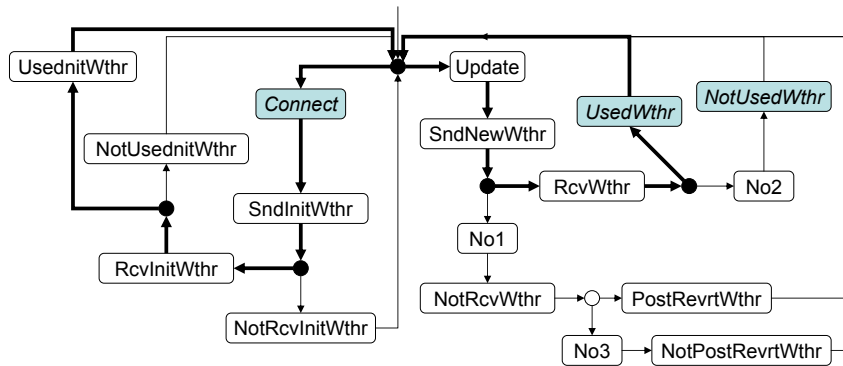 UsednitWthr
Update
Connect
UsedWthr
NotUsedWthr
NotUsednitWthr
SndNewWthr
SndInitWthr
RcvWthr
No2
No1
RcvInitWthr
NotRcvWthr
PostRevrtWthr
NotRcvInitWthr
No3
NotPostRevrtWthr